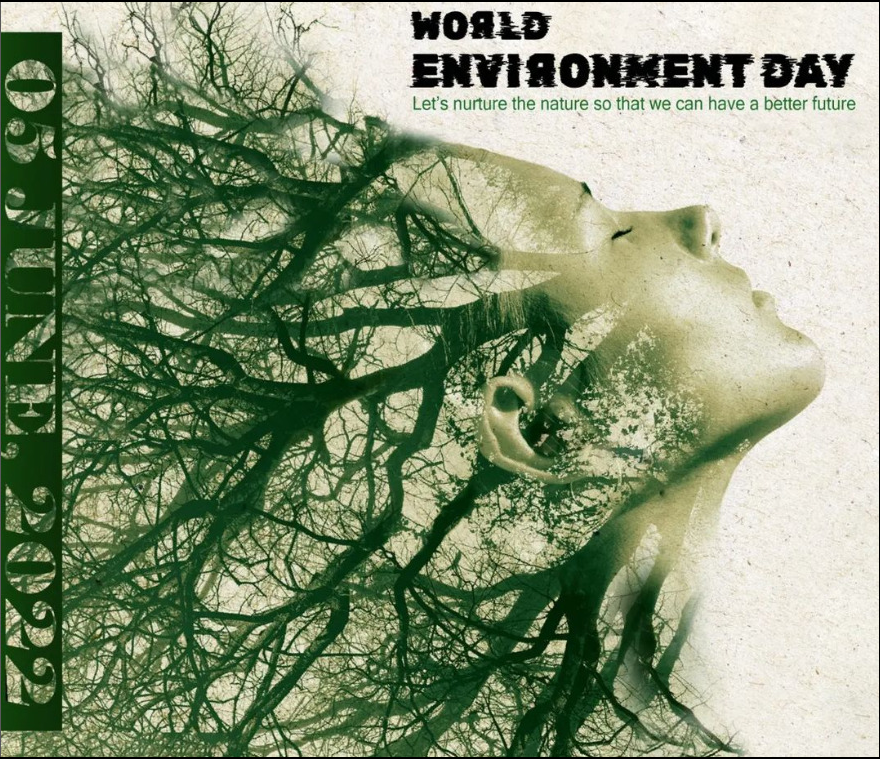 WORLD
ENVIRONMENT DAY
Let's nurture the nature so that we can have a better future
05 JUNE, 2022